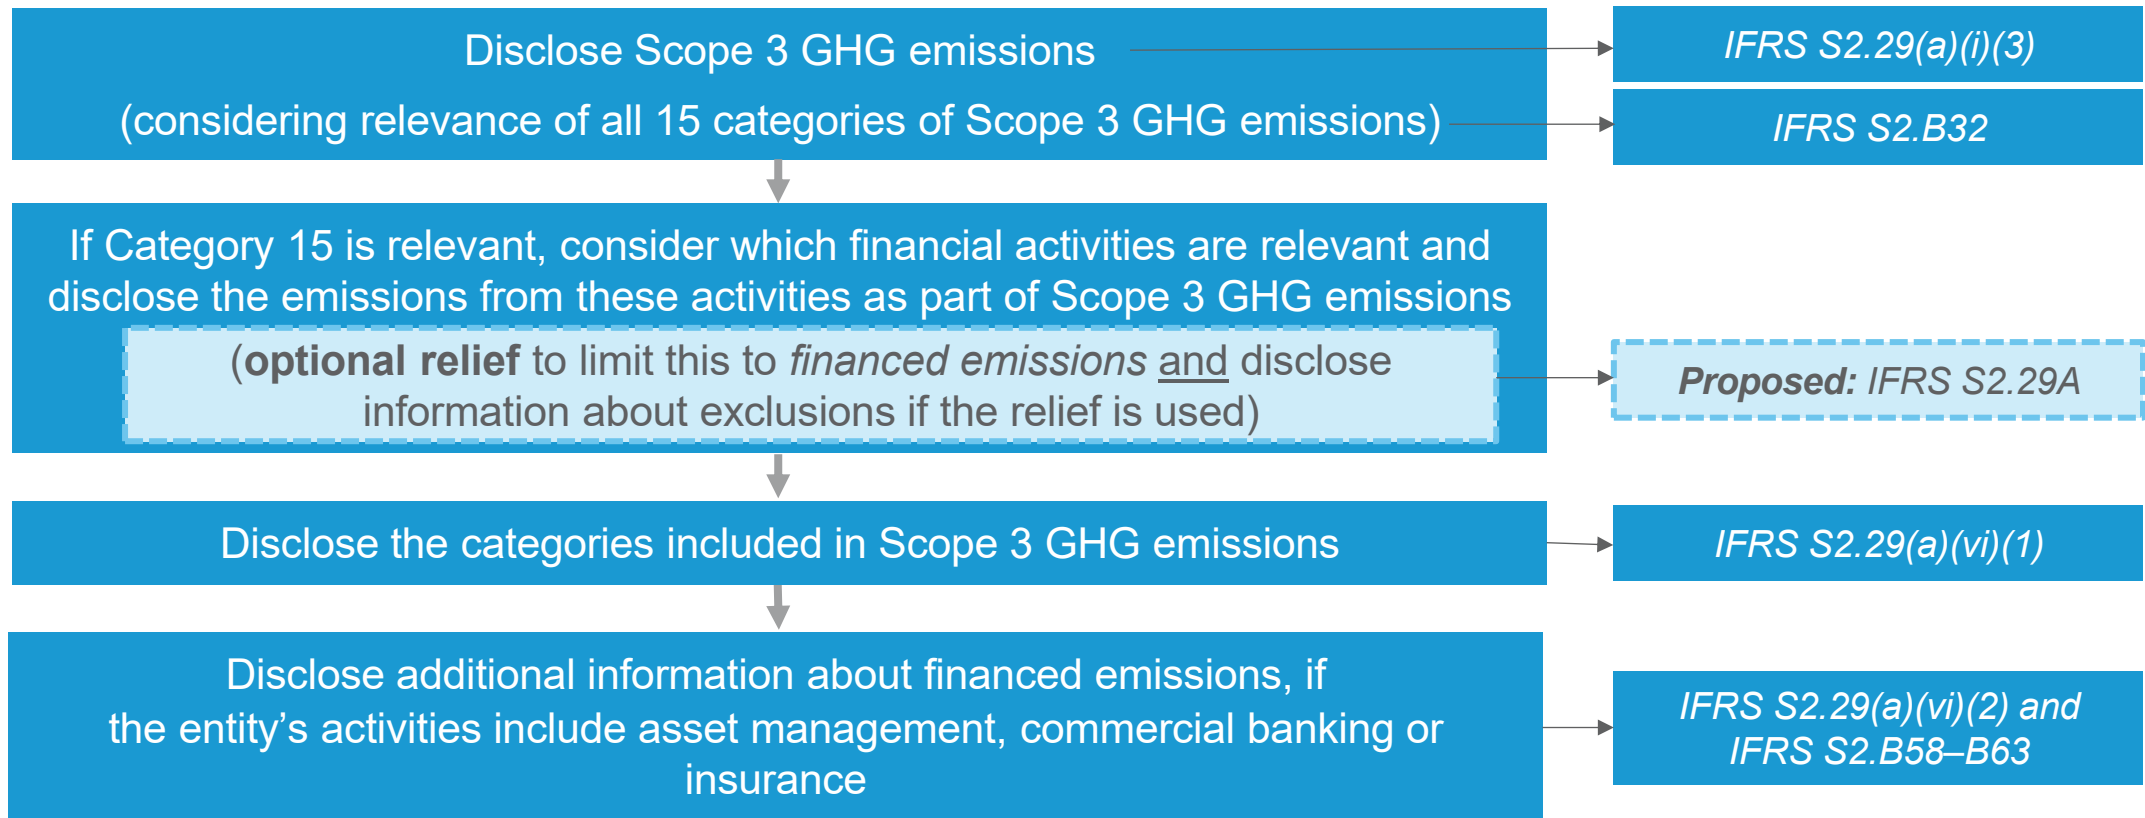 Disclose Scope 3 GHG emissions
IFRS S2.29(a)(i)(3)
(considering relevance of all 15 categories of Scope 3 GHG emissions)
IFRS S2.B32
If Category 15 is relevant, consider which financial activities are relevant and
disclose the emissions from these activities as part of Scope 3 GHG emissions
(optional relief to limit this to financed emissions and disclose
information about exclusions if the relief is used)
Proposed: IFRS S2.29A
Disclose the categories included in Scope 3 GHG emissions
IFRS S2.29(a)(vi)(1)
Disclose additional information about financed emissions, if
the entity’s activities include asset management, commercial banking or
insurance
IFRS S2.29(a)(vi)(2) and
IFRS S2.B58–B63